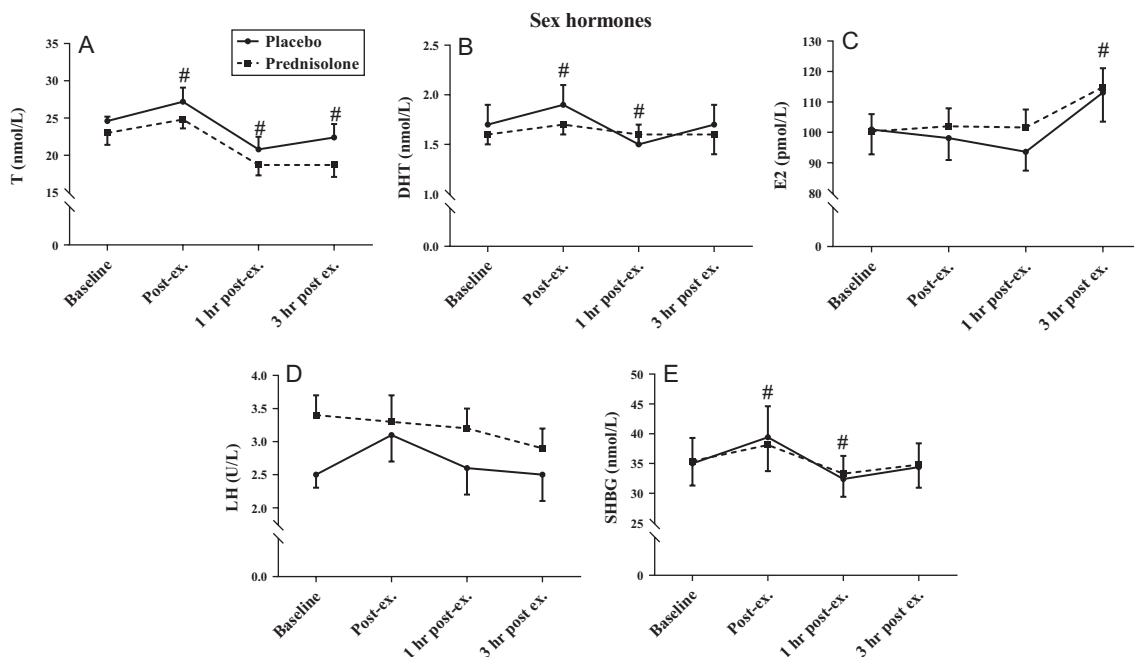 Sex hormones
A
Placebo
Prednisolone
T (nmol/L)
35
30
25
20
15
0
#
#
#
Baseline
Post-ex.
1 hr post-ex.
3 hr post ex.
B
DHT (nmol/L)
2.5
2.0
1.5
1.0
0.0
#
#
Baseline
Post-ex.
1 hr post-ex.
3 hr post ex.
C
E2 (pmol/L)
130
120
110
100
90
80
0
#
Baseline
Post-ex.
1 hr post-ex.
3 hr post ex.
D
LH (U/L)
4.0
3.5
3.0
2.5
2.0
0.0
Baseline
Post-ex.
1 hr post-ex.
3 hr post ex.
E
SHBG (nmol/L)
50
45
40
35
30
25
0
#
#
Baseline
Post-ex.
1 hr post-ex.
3 hr post ex.